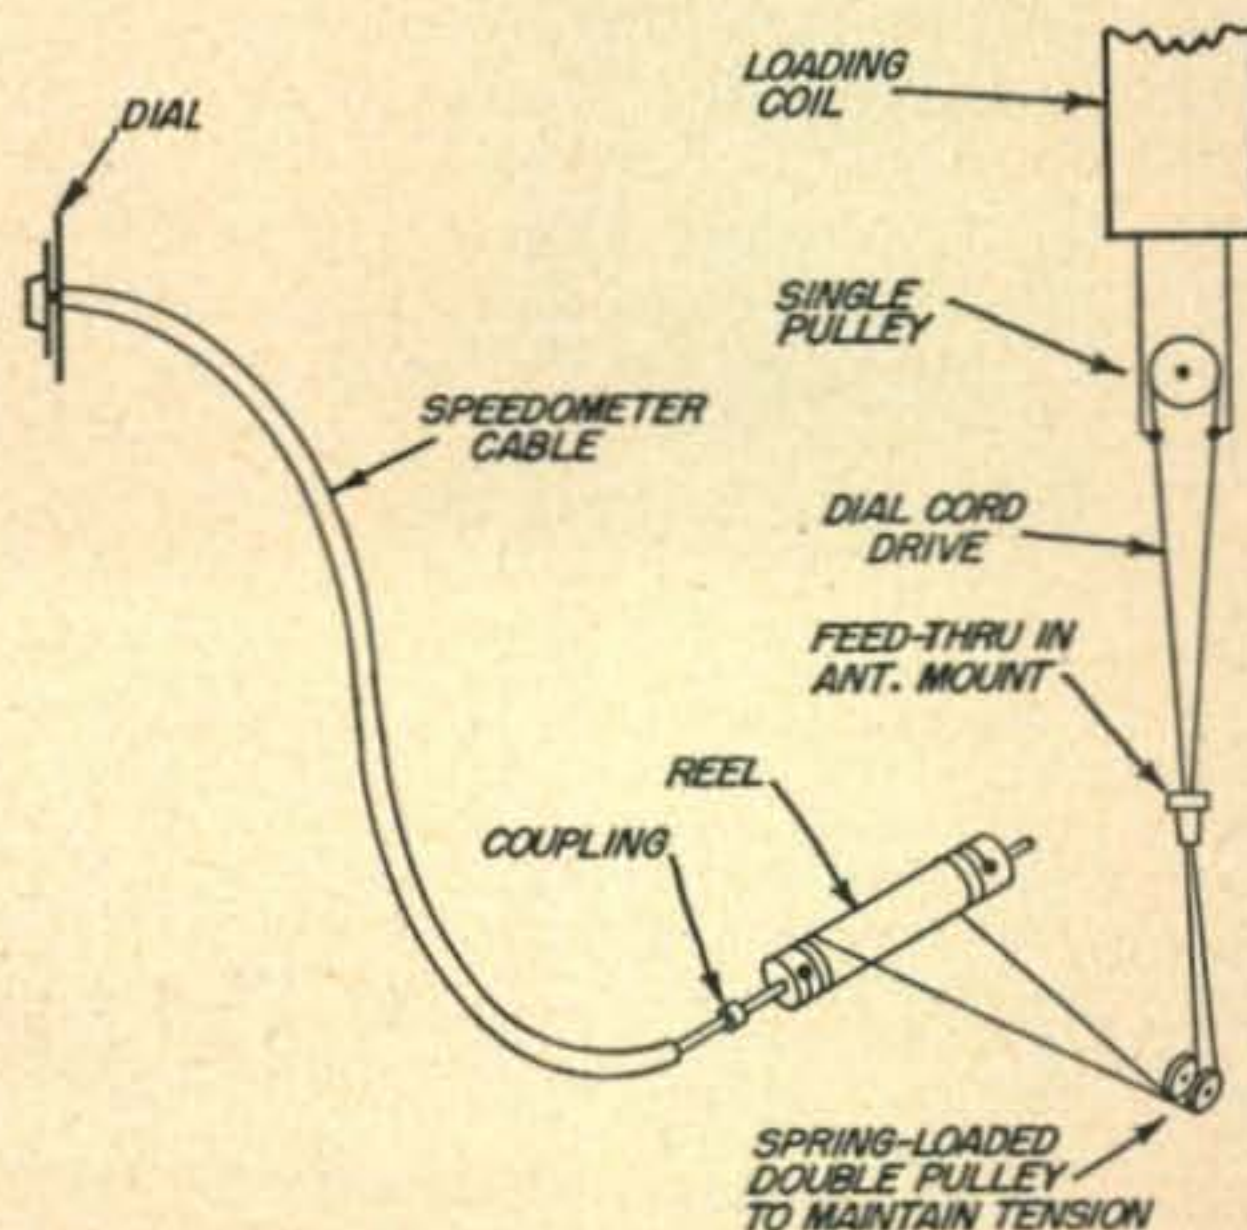 DIAL
LOADING
COIL
SINGLE
PULLEY
SPEEDOMETER
CABLE
DIAL CORD
DRIVE
FEED-THRU IN
ANT. MOUNT
REEL
COUPLING
SPRING-LOADED
DOUBLE PULLEY
TO MAINTAIN TENSION